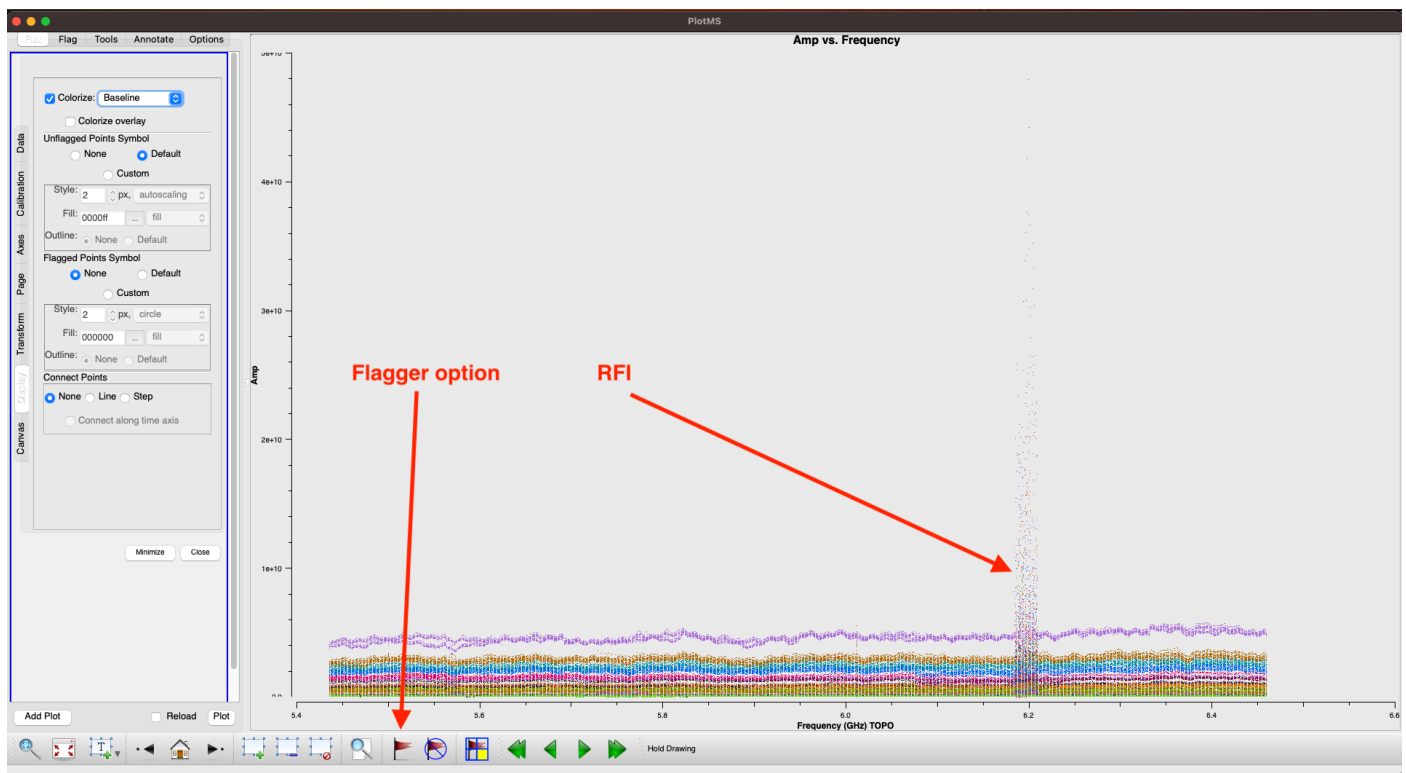 PlotMS
Plot Flag Tools Annotate Options
Amp vs. Frequency
Colorize: Baseline
Colorize overlay
Unflagged Points Symbol
None Default
Custom
Style: 2 px, autoscaling
Fill: 0000ff ... fill
Outline: None Default
Flagged Points Symbol
None Default
Custom
Style: 2 px, circle
Fill: 000000 ... fill
Outline: None Default
Connect Points
None Line Step
Connect along time axis
Data
Calibration
Axes
Page
Transform
Display
Canvas
Minimize Close
Add Plot Reload Plot
5e+10
4e+10
3e+10
2e+10
1e+10
0.0
Amp
Flagger option
RFI
5.4 5.6 5.8 6.0 6.2 6.4 6.6
Frequency (GHz) TOPO
T
Hold Drawing